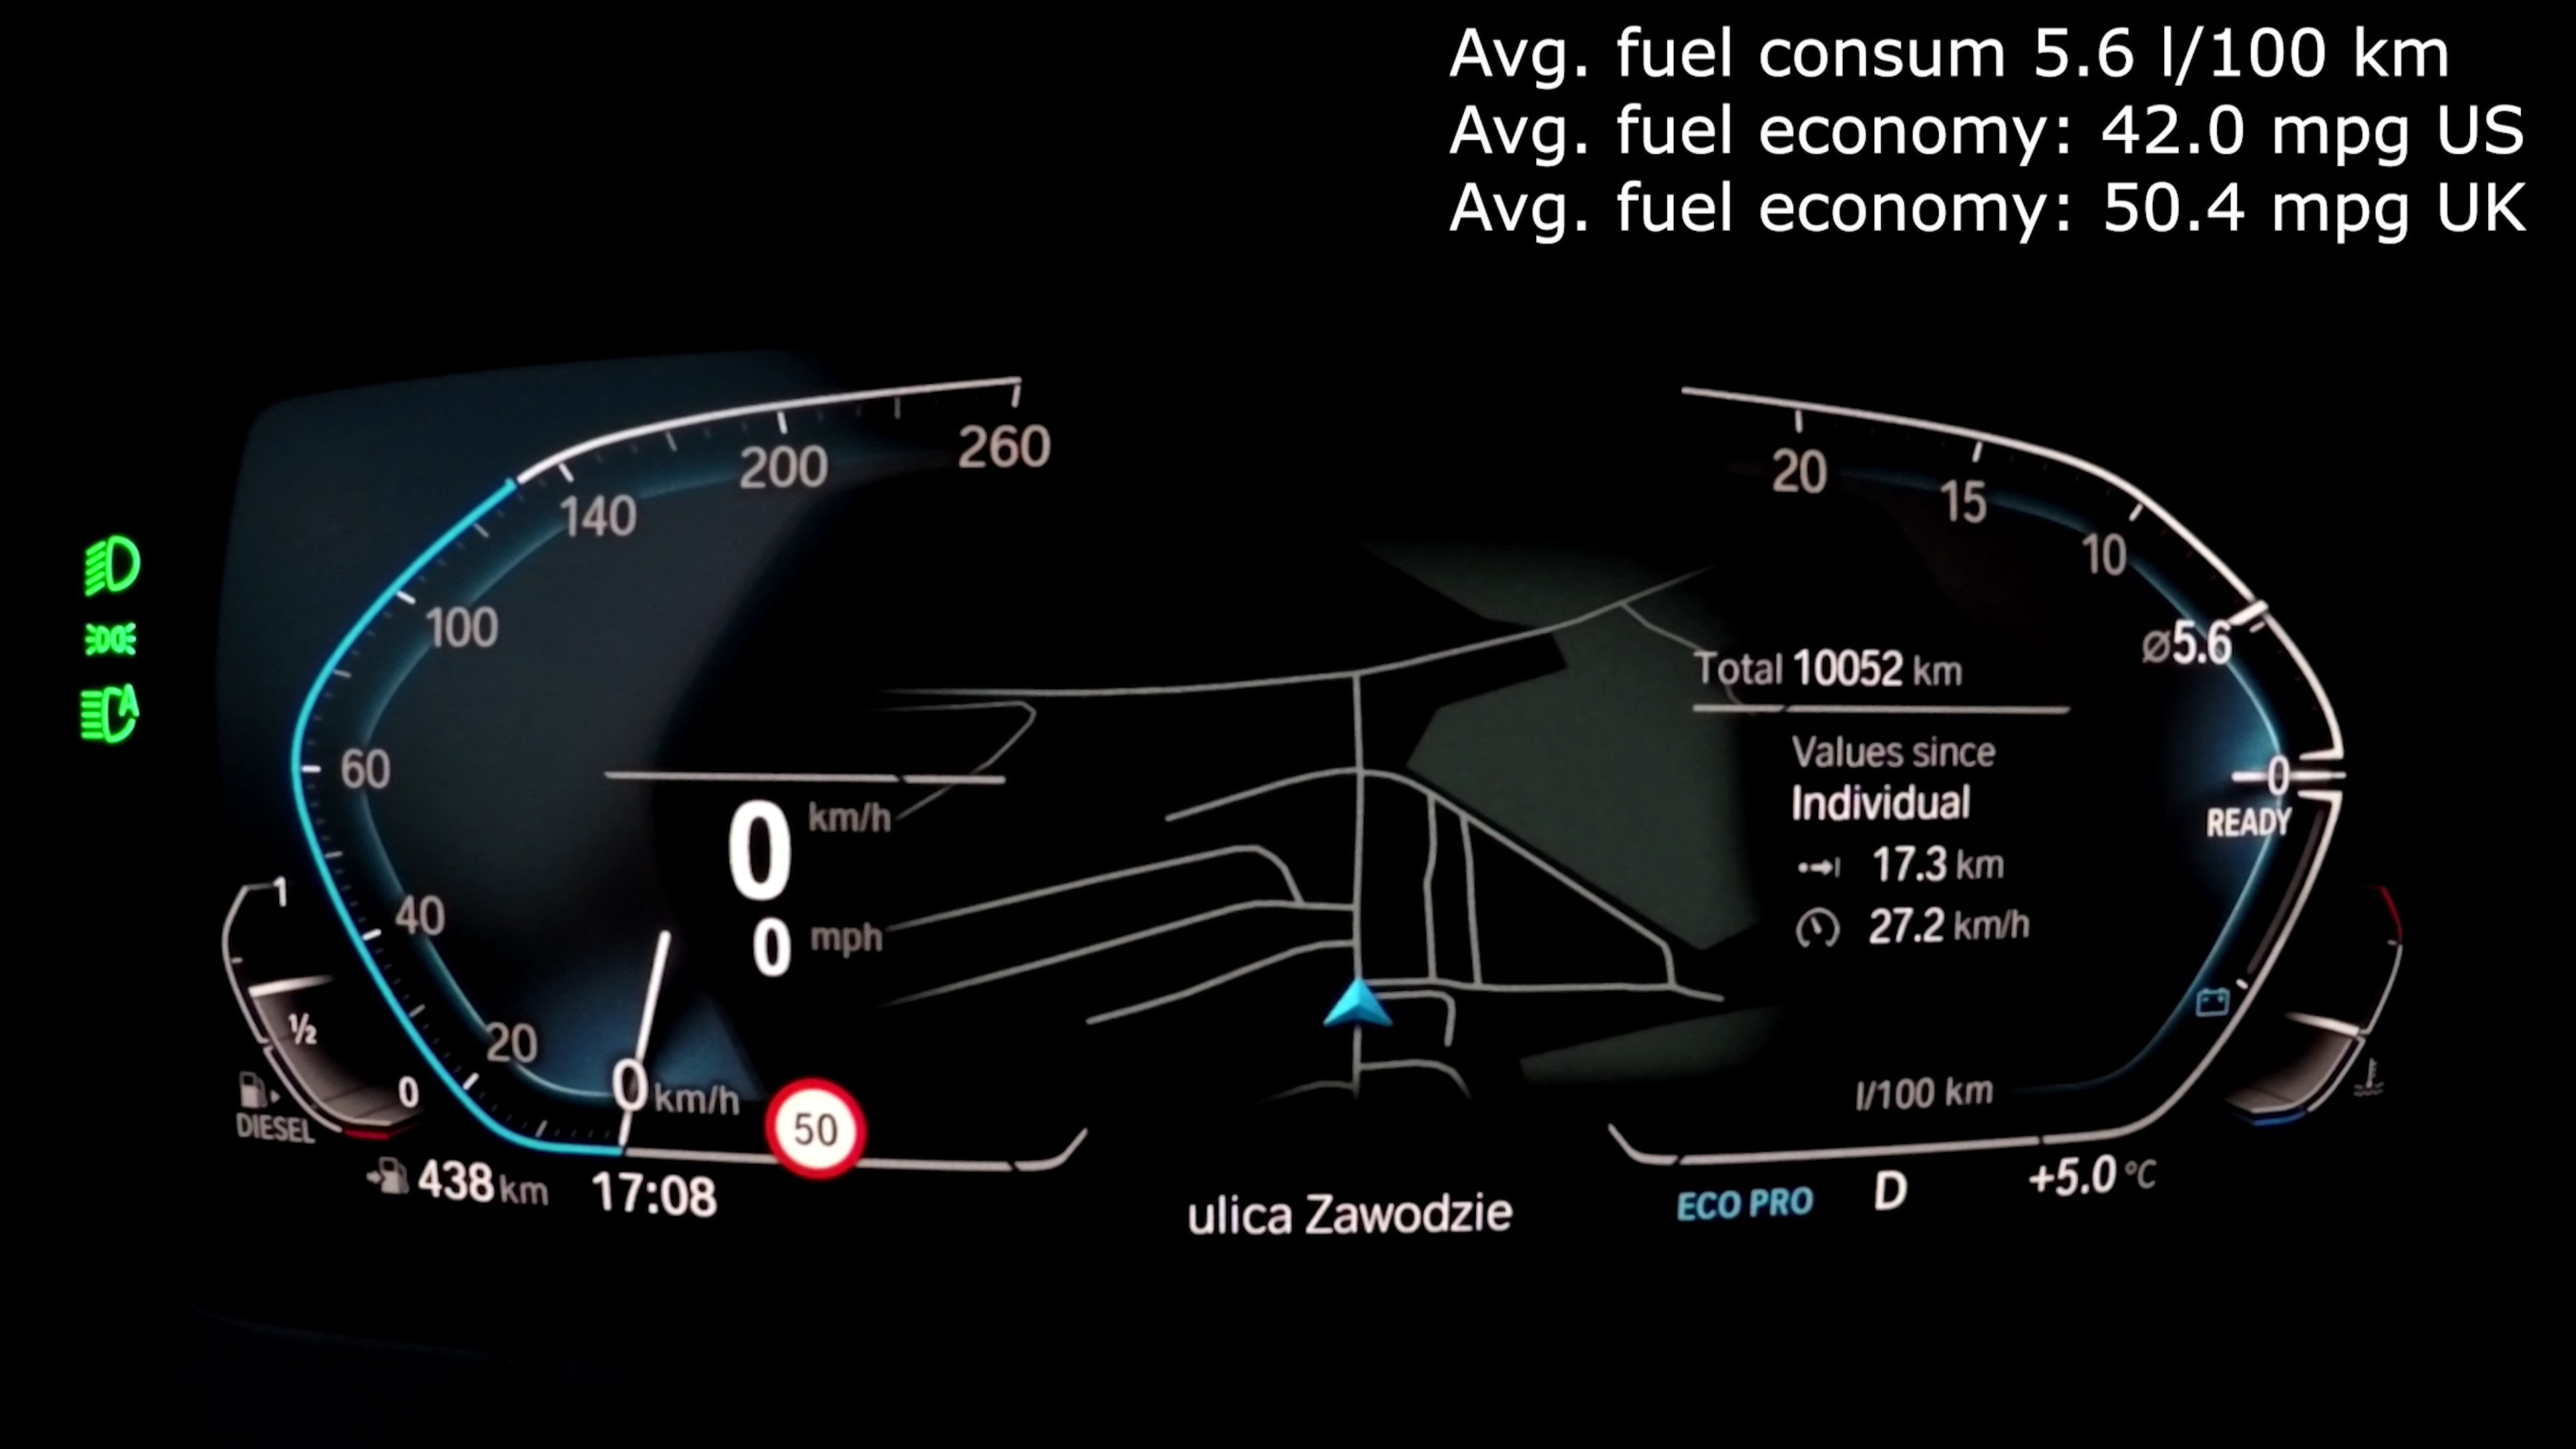 Avg. fuel consum 5.6 l/100 km
Avg. fuel economy: 42.0 mpg US
Avg. fuel economy: 50.4 mpg UK
260
200
140
100
60
40
20
0 km/h
20
15
10
ø5.6
0
READY
Total 10052 km
Values since
Individual
17.3 km
27.2 km/h
0 km/h
0 mph
1
½
0
DIESEL
50
l/100 km
438 km
17:08
ulica Zawodzie
ECO PRO
D
+5.0 °C
A